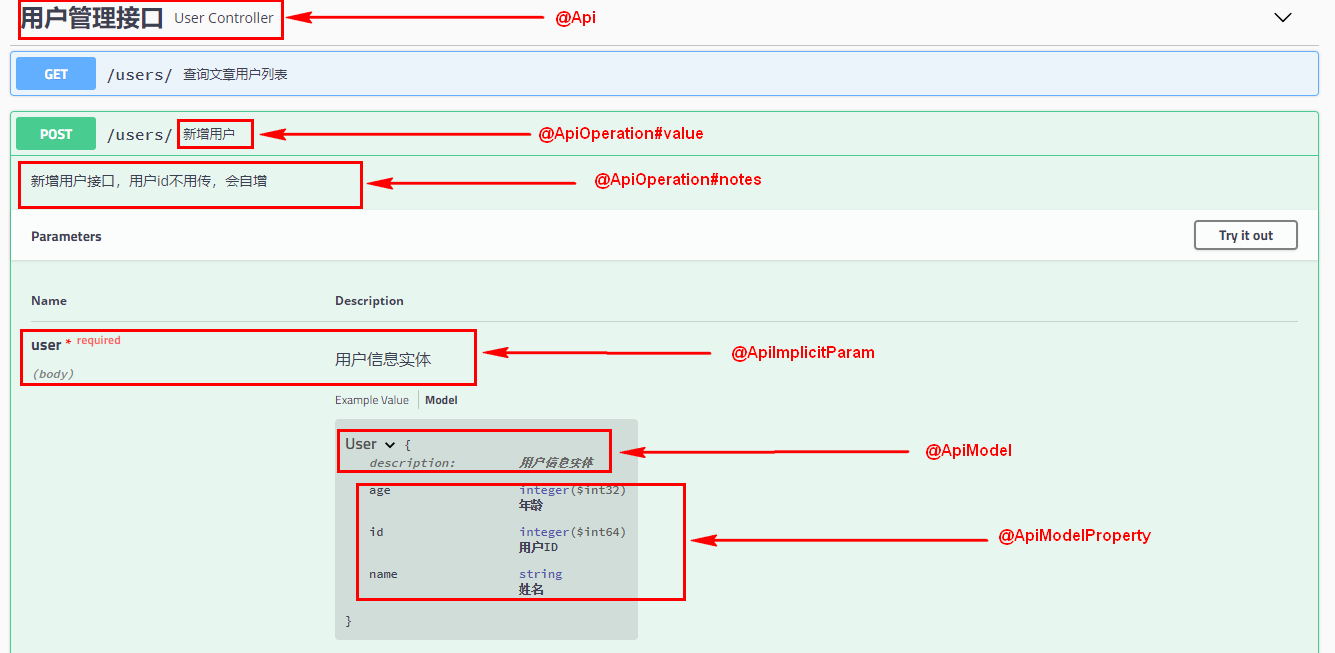 用户管理接口 User Controller @Api
GET /users/ 查询文章用户列表
POST /users/ 新增用户 @ApiOperation#value
新增用户接口，用户id不用传，会自增 @ApiOperation#notes
Parameters Try it out
Name Description
user * required
用户信息实体 @ApiImplicitParam
(body)
Example Value Model
User {
@ApiModel
description: 用户信息实体
age integer($int32)
年龄
id integer($int64)
用户ID
@ApiModelProperty
name string
姓名
}